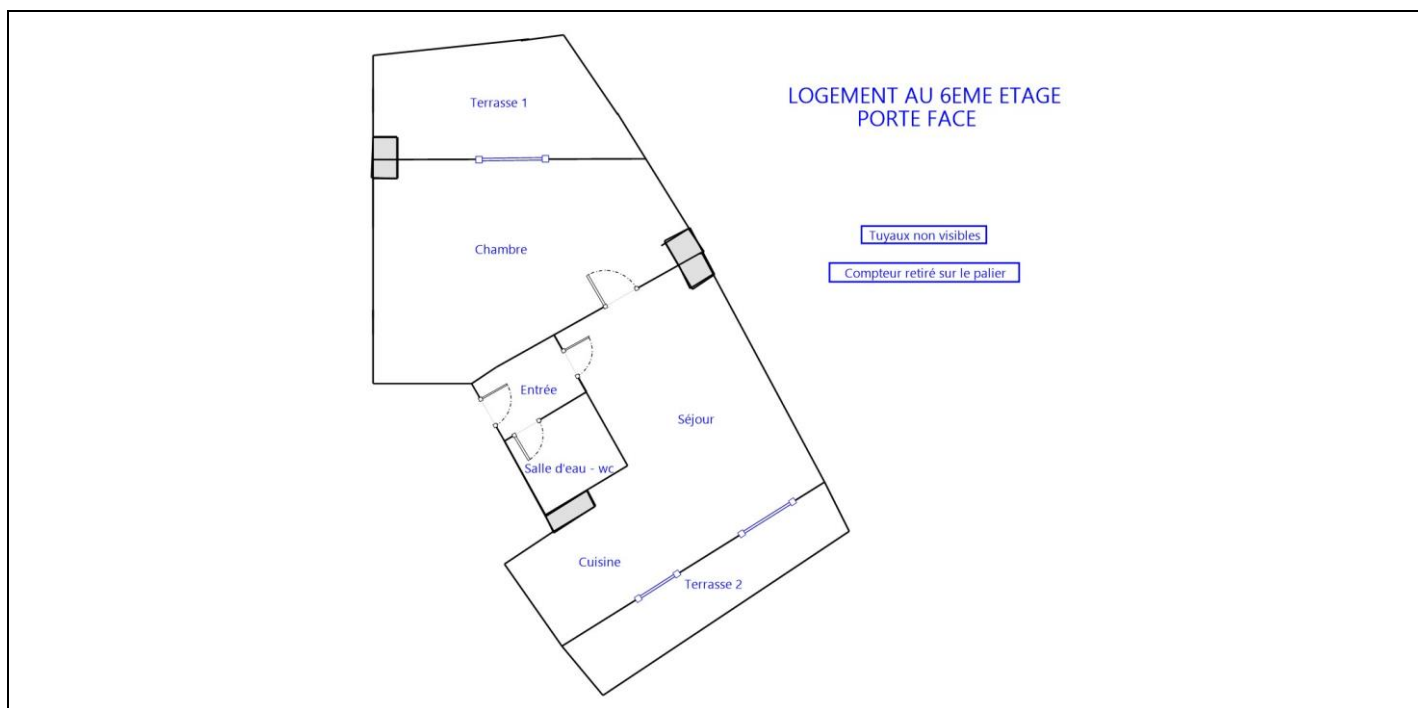 LOGEMENT AU 6EME ETAGE
PORTE FACE
Terrasse 1
Tuyaux non visibles
Chambre
Compteur retiré sur le palier
Entrée
Séjour
Salle d'eau - wc
Cuisine
Terrasse 2